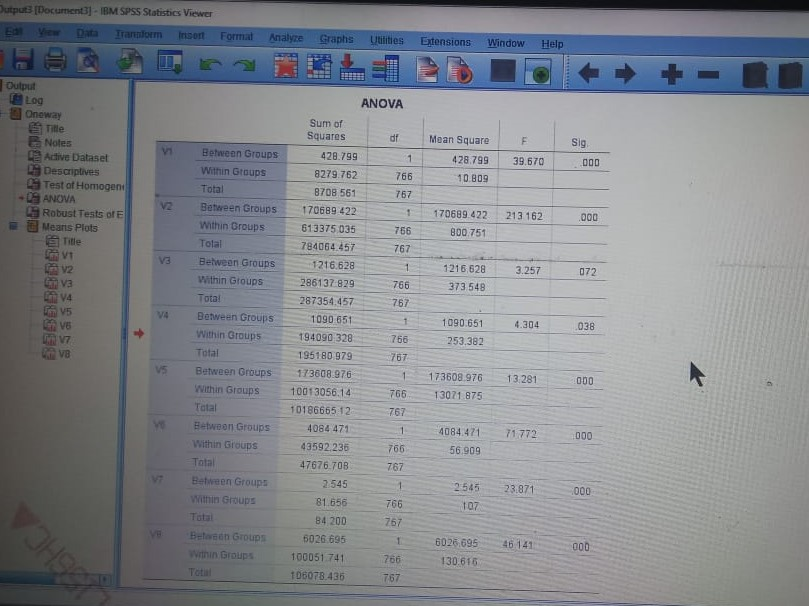 Output3 [Document3] - IBM SPSS Statistics Viewer
Edit View Data Transform Insert Format Analyze Graphs Utilities Extensions Window Help
Output
Log
Oneway
Title
Notes
Active Dataset
Descriptives
Test of Homogen
ANOVA
Robust Tests of E
Means Plots
Title
V1
V2
V3
V4
V5
V6
V7
V8
ANOVA
Sum of
Squares df Mean Square F Sig.
V1 Between Groups 428.799 1 428.799 39.670 .000
Within Groups 8279.762 766 10.809
Total 8708.561 767
V2 Between Groups 170689.422 1 170689.422 213.162 .000
Within Groups 613375.035 766 800.751
Total 784064.457 767
V3 Between Groups 1216.628 1 1216.628 3.257 .072
Within Groups 286137.829 766 373.548
Total 287354.457 767
V4 Between Groups 1090.651 1 1090.651 4.304 .038
Within Groups 194090.328 766 253.382
Total 195180.979 767
V5 Between Groups 173608.976 1 173608.976 13.281 .000
Within Groups 10013056.14 766 13071.875
Total 10186665.12 767
V6 Between Groups 4084.471 1 4084.471 71.772 .000
Within Groups 43592.236 766 56.909
Total 47676.708 767
V7 Between Groups 2.545 1 2.545 23.871 .000
Within Groups 81.656 766 .107
Total 84.200 767
V8 Between Groups 6026.695 1 6026.695 46.141 .000
Within Groups 100051.741 766 130.616
Total 106078.436 767